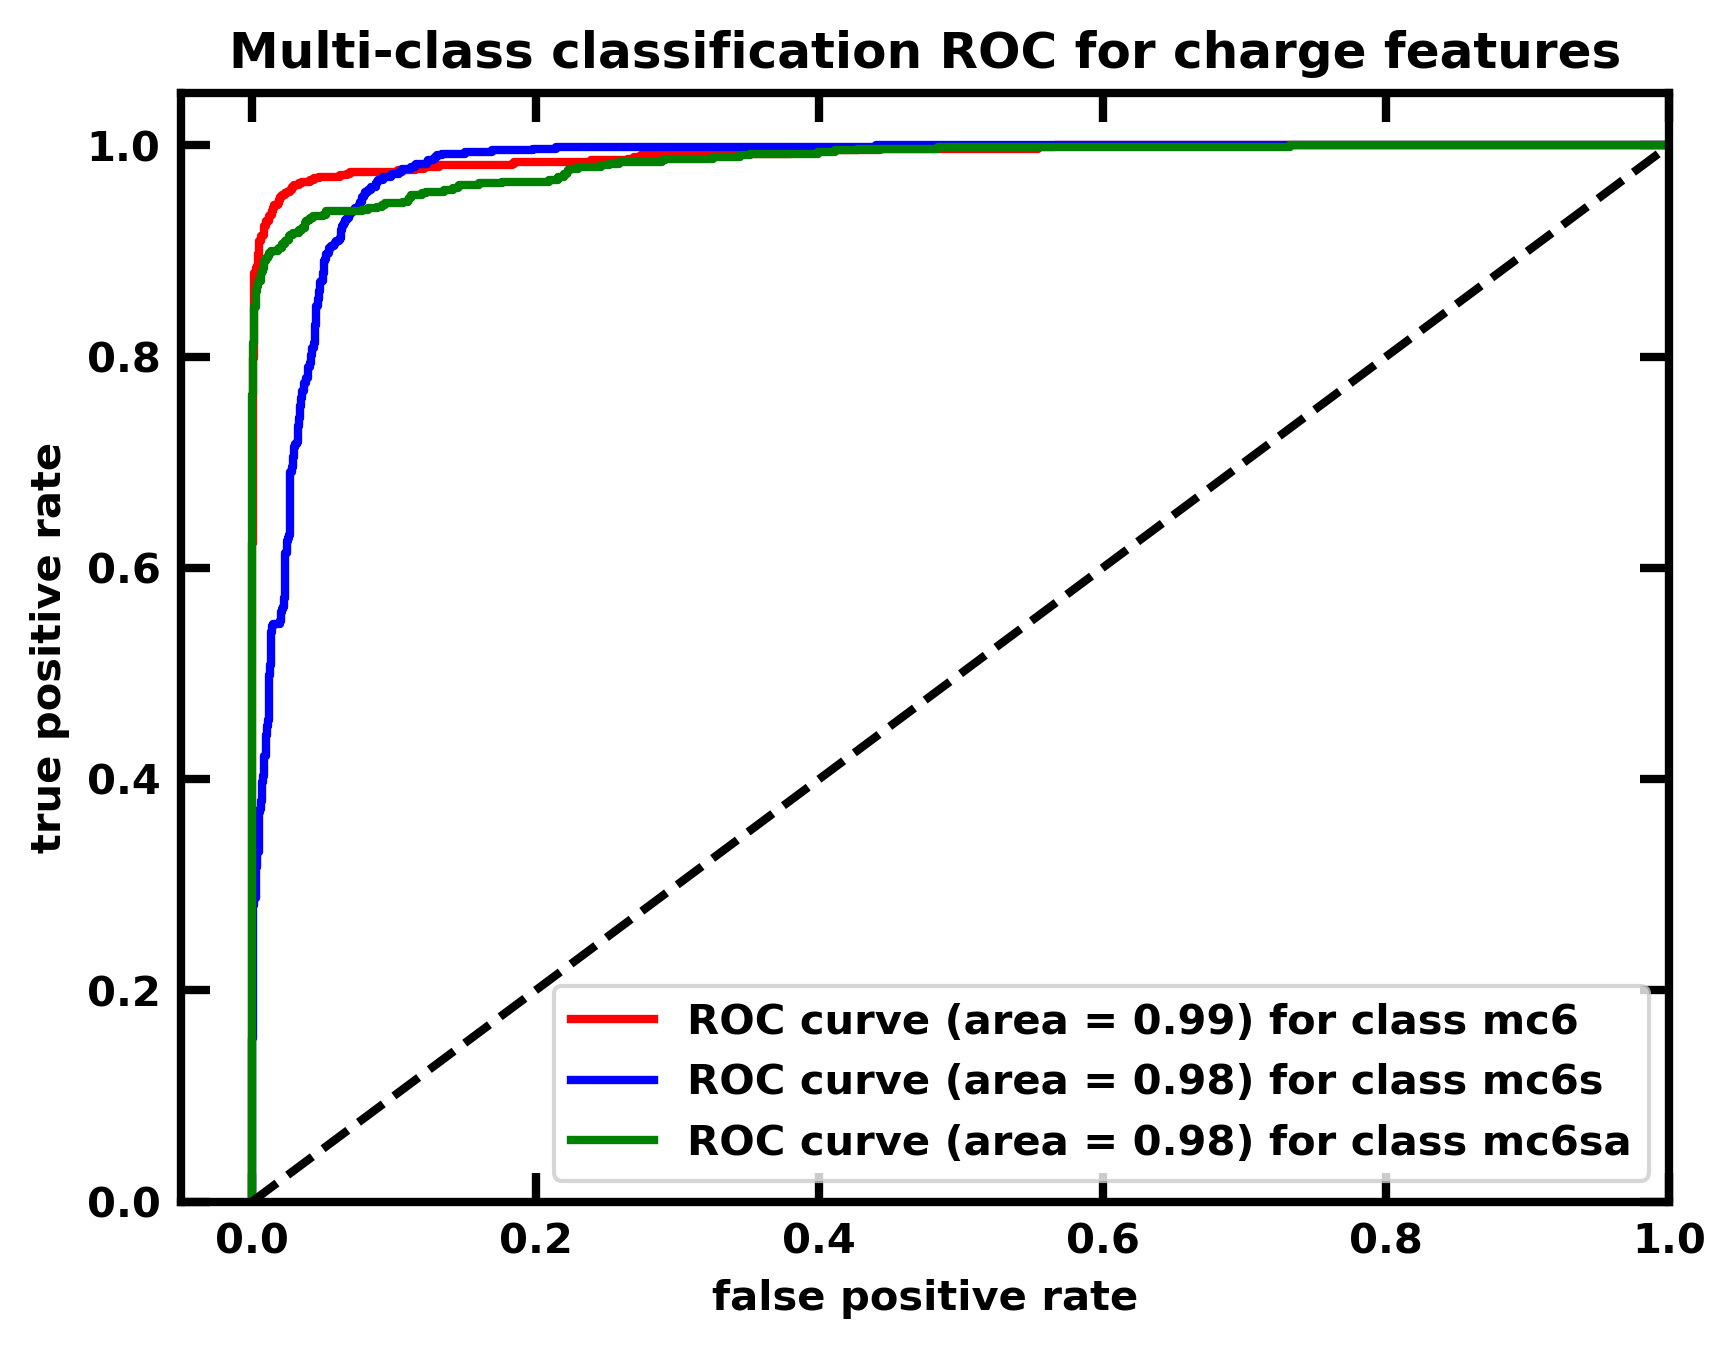 Multi-class classification ROC for charge features
true positive rate
1.0
0.8
0.6
0.4
0.2
0.0
ROC curve (area = 0.99) for class mc6
ROC curve (area = 0.98) for class mc6s
ROC curve (area = 0.98) for class mc6sa
0.0 0.2 0.4 0.6 0.8 1.0
false positive rate